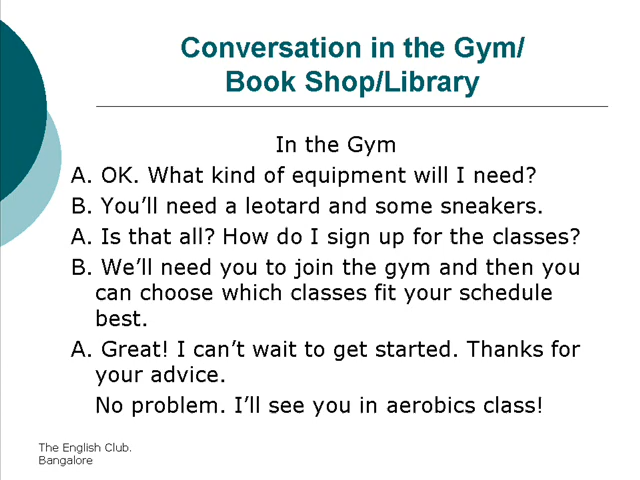 Conversation in the Gym/
Book Shop/Library
In the Gym
A. OK. What kind of equipment will I need?
B. You’ll need a leotard and some sneakers.
A. Is that all? How do I sign up for the classes?
B. We’ll need you to join the gym and then you
can choose which classes fit your schedule
best.
A. Great! I can’t wait to get started. Thanks for
your advice.
No problem. I’ll see you in aerobics class!
The English Club.
Bangalore